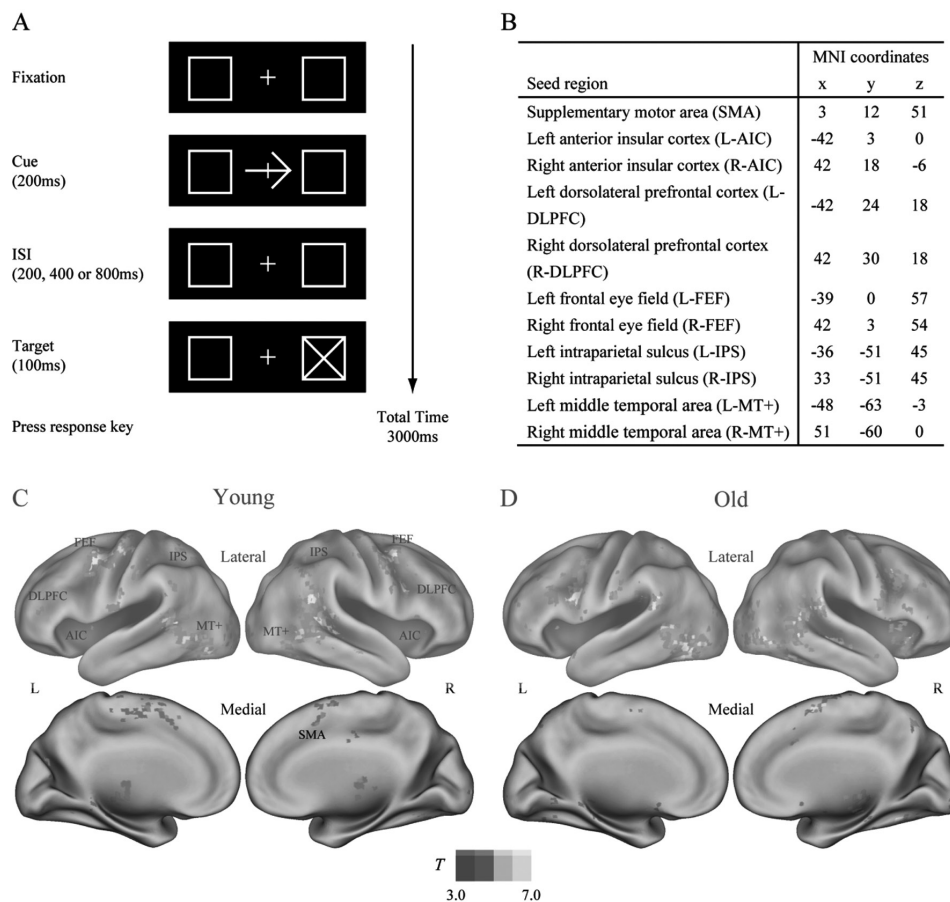 A
Fixation
Cue
(200ms)
ISI
(200, 400 or 800ms)
Target
(100ms)
Press response key
Total Time
3000ms
B
MNI coordinates
Seed region x y z
Supplementary motor area (SMA) 3 12 51
Left anterior insular cortex (L-AIC) -42 3 0
Right anterior insular cortex (R-AIC) 42 18 -6
Left dorsolateral prefrontal cortex (L-
DLPFC) -42 24 18
Right dorsolateral prefrontal cortex
(R-DLPFC) 42 30 18
Left frontal eye field (L-FEF) -39 0 57
Right frontal eye field (R-FEF) 42 3 54
Left intraparietal sulcus (L-IPS) -36 -51 45
Right intraparietal sulcus (R-IPS) 33 -51 45
Left middle temporal area (L-MT+) -48 -63 -3
Right middle temporal area (R-MT+) 51 -60 0
C Young
FEF IPS Lateral IPS FEF
DLPFC DLPFC
AIC MT+ MT+ AIC
L R
Medial
SMA
D Old
Lateral
L R
Medial
T
3.0 7.0